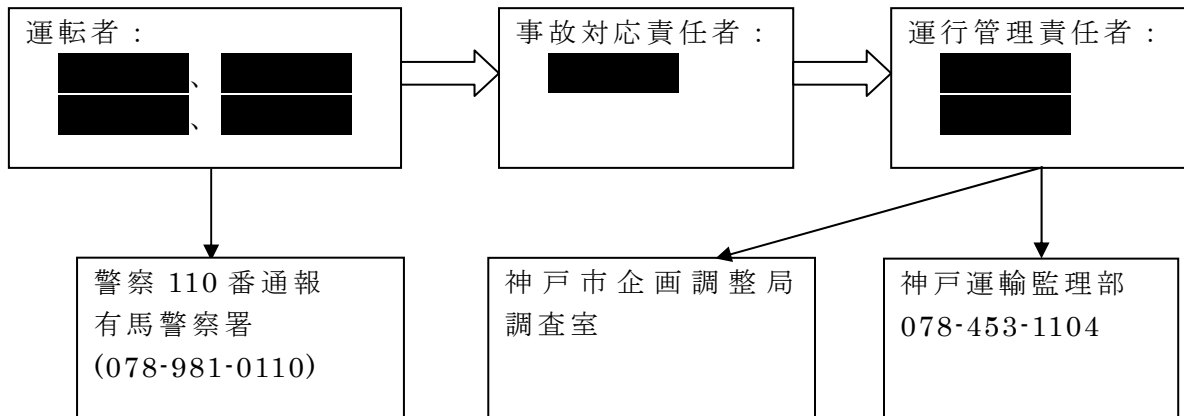 運転者：
、
、
事故対応責任者：
運行管理責任者：
警察 110 番通報
有馬警察署
(078-981-0110)
神戸市企画調整局
調査室
神戸運輸監理部
078-453-1104